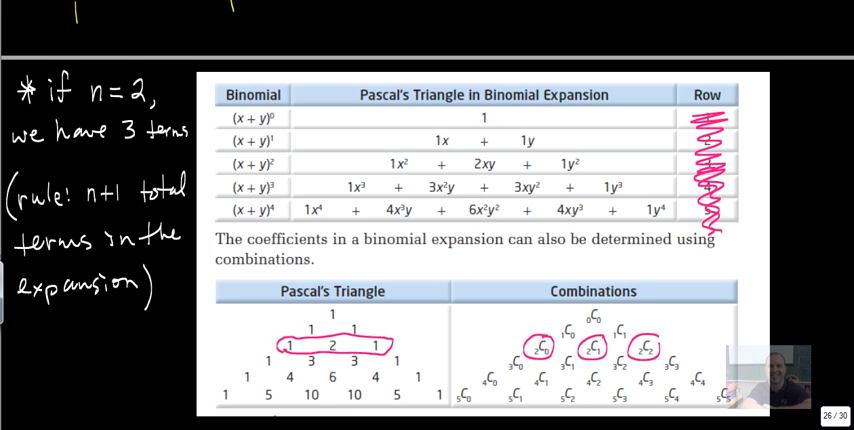 * if n=2,
we have 3 terms
(rule: n+1 total
terms in the
expansion)
Binomial Pascal's Triangle in Binomial Expansion Row
(x + y)⁰ 1
(x + y)¹ 1x + 1y
(x + y)² 1x² + 2xy + 1y²
(x + y)³ 1x³ + 3x²y + 3xy² + 1y³
(x + y)⁴ 1x⁴ + 4x³y + 6x²y² + 4xy³ + 1y⁴
The coefficients in a binomial expansion can also be determined using
combinations.
Pascal's Triangle Combinations
1 ₀C₀
1 1 ₁C₀ ₁C₁
1 2 1 ₂C₀ ₂C₁ ₂C₂
1 3 3 1 ₃C₀ ₃C₁ ₃C₂ ₃C₃
1 4 6 4 1 ₄C₀ ₄C₁ ₄C₂ ₄C₃ ₄C₄
1 5 10 10 5 1 ₅C₀ ₅C₁ ₅C₂ ₅C₃ ₅C₄
26 / 30